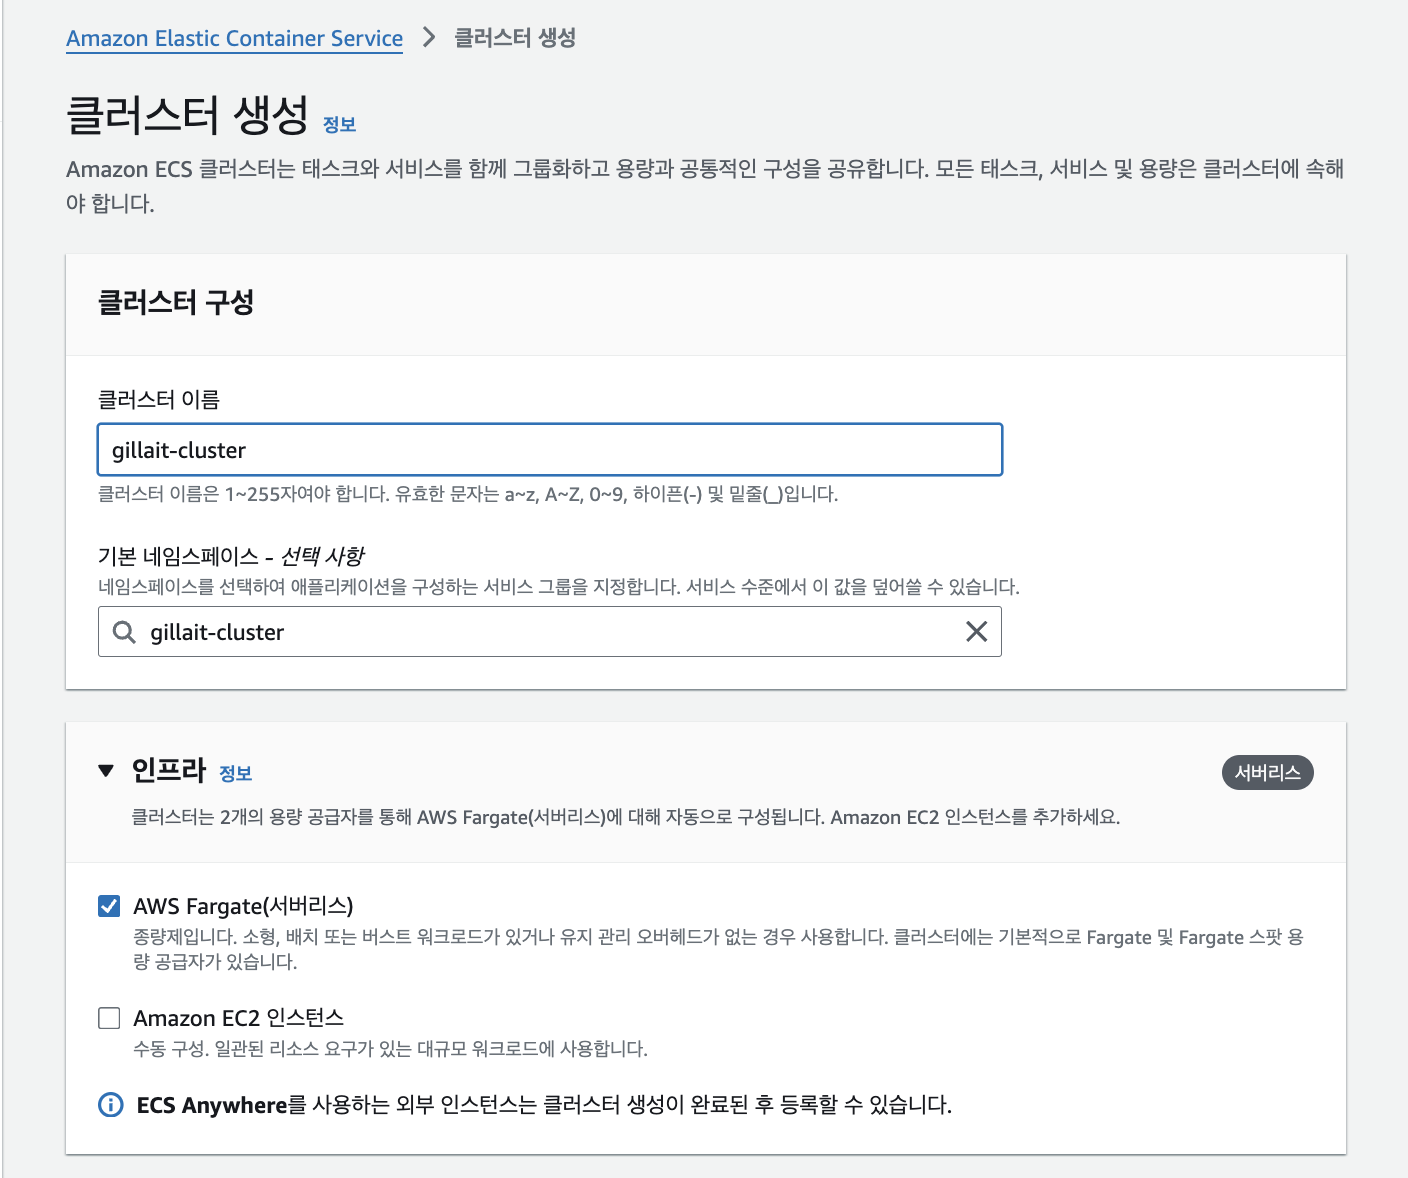 Amazon Elastic Container Service > 클러스터 생성
클러스터 생성 정보
Amazon ECS 클러스터는 태스크와 서비스를 함께 그룹화하고 용량과 공통적인 구성을 공유합니다. 모든 태스크, 서비스 및 용량은 클러스터에 속해
야 합니다.
클러스터 구성
클러스터 이름
gillait-cluster
클러스터 이름은 1~255자여야 합니다. 유효한 문자는 a~z, A~Z, 0~9, 하이픈(-) 및 밑줄(_)입니다.
기본 네임스페이스 - 선택 사항
네임스페이스를 선택하여 애플리케이션을 구성하는 서비스 그룹을 지정합니다. 서비스 수준에서 이 값을 덮어쓸 수 있습니다.
gillait-cluster
인프라 정보
서버리스
클러스터는 2개의 용량 공급자를 통해 AWS Fargate(서버리스)에 대해 자동으로 구성됩니다. Amazon EC2 인스턴스를 추가하세요.
AWS Fargate(서버리스)
종량제입니다. 소형, 배치 또는 버스트 워크로드가 있거나 유지 관리 오버헤드가 없는 경우 사용합니다. 클러스터에는 기본적으로 Fargate 및 Fargate 스팟 용
량 공급자가 있습니다.
Amazon EC2 인스턴스
수동 구성. 일관된 리소스 요구가 있는 대규모 워크로드에 사용합니다.
ECS Anywhere를 사용하는 외부 인스턴스는 클러스터 생성이 완료된 후 등록할 수 있습니다.